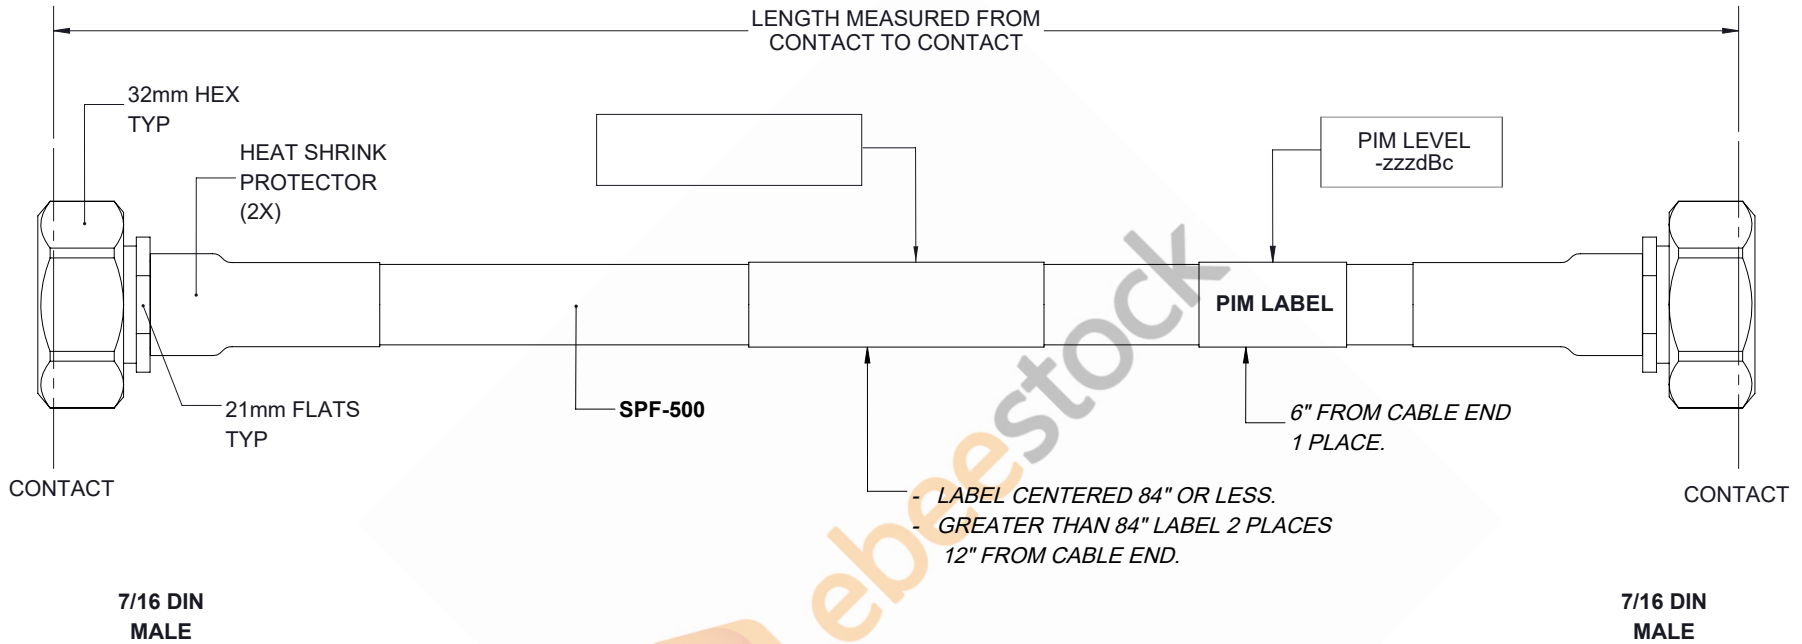 LENGTH MEASURED FROM
CONTACT TO CONTACT
32mm HEX
TYP
HEAT SHRINK
PROTECTOR
(2X)
PIM LEVEL
-zzzdBc
PIM LABEL
21mm FLATS
TYP
SPF-500
6" FROM CABLE END
1 PLACE.
CONTACT
CONTACT
- LABEL CENTERED 84" OR LESS.
- GREATER THAN 84" LABEL 2 PLACES
12" FROM CABLE END.
7/16 DIN
MALE
7/16 DIN
MALE
ebeestock